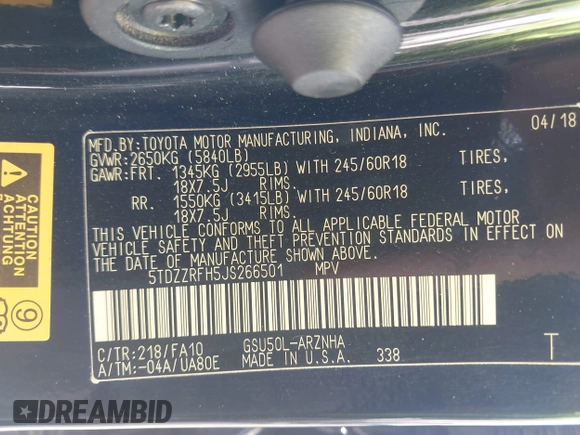 MFD.BY:TOYOTA MOTOR MANUFACTURING, INDIANA, INC. 04/18
GVWR:2650KG (5840LB)
GAWR:FRT. 1345KG (2955LB) WITH 245/60R18 TIRES,
18X7.5J RIMS.
RR. 1550KG (3415LB) WITH 245/60R18 TIRES,
18X7.5J RIMS.
THIS VEHICLE CONFORMS TO ALL APPLICABLE FEDERAL MOTOR
VEHICLE SAFETY AND THEFT PREVENTION STANDARDS IN EFFECT ON
THE DATE OF MANUFACTURE SHOWN ABOVE.
5TDZZRFH5JS266501 MPV
C/TR:218/FA10 GSU50L-ARZNHA
A/TM:-04A/UA80E MADE IN U.S.A. 338 T
CAUTION
ACHTUNG
9
DREAMBID